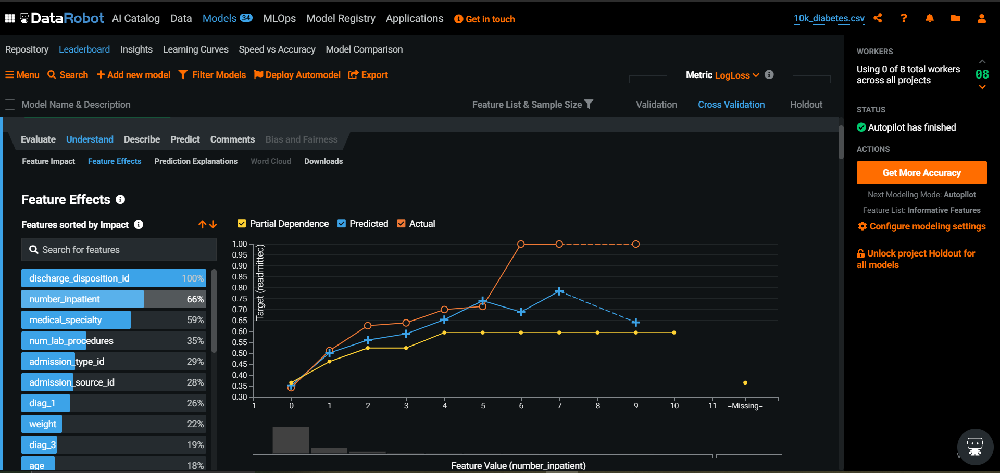 DataRobot AI Catalog Data Models 34 MLOps Model Registry Applications Get in touch 10k_diabetes.csv
Repository Leaderboard Insights Learning Curves Speed vs Accuracy Model Comparison
Menu Search Add new model Filter Models Deploy Automodel Export Metric LogLoss
Model Name & Description Feature List & Sample Size Validation Cross Validation Holdout
Evaluate Understand Describe Predict Comments Bias and Fairness
Feature Impact Feature Effects Prediction Explanations Word Cloud Downloads
Feature Effects
Features sorted by Impact
Search for features
discharge_disposition_id 100%
number_inpatient 66%
medical_specialty 59%
num_lab_procedures 35%
admission_type_id 29%
admission_source_id 28%
diag_1 26%
weight 22%
diag_3 19%
age 18%
Partial Dependence Predicted Actual
Target (readmitted)
1.00
0.95
0.90
0.85
0.80
0.75
0.70
0.65
0.60
0.55
0.50
0.45
0.40
0.35
0.30
-1 0 1 2 3 4 5 6 7 8 9 10 11 =Missing=
Feature Value (number_inpatient)
WORKERS
Using 0 of 8 total workers
across all projects
08
STATUS
Autopilot has finished
ACTIONS
Get More Accuracy
Next Modeling Mode: Autopilot
Feature List: Informative Features
Configure modeling settings
Unlock project Holdout for
all models